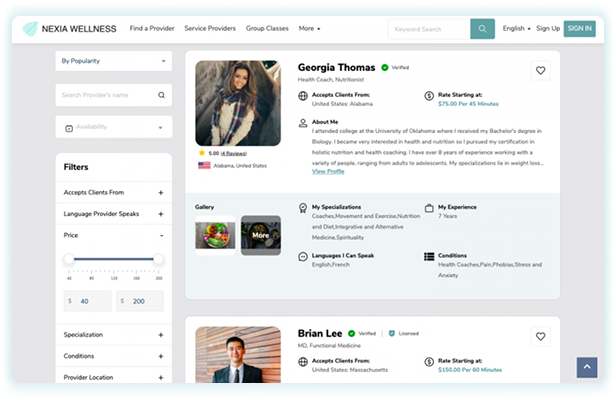 NEXIA WELLNESS
Find a Provider
Service Providers
Group Classes
More
Keyword Search
English
Sign Up
SIGN IN
By Popularity
Search Provider's name
Availability
Filters
Accepts Clients From +
Language Provider Speaks +
Price -
40 80 120 160 200
$ 40
$ 200
Specialization +
Conditions +
Provider Location +
Georgia Thomas Verified
Health Coach, Nutritionist
Accepts Clients From:
United States: Alabama
Rate Starting at:
$75.00 Per 45 Minutes
About Me
I attended college at the University of Oklahoma where I received my Bachelor's degree in
Biology. I became very interested in health and nutrition so I pursued my certification in
holistic nutrition and health coaching. I have over 8 years of experience working with a
variety of people, ranging from adults to adolescents. My specializations lie in weight loss...
View Profile
5.00 (4 Reviews)
Alabama, United States
Gallery
More
My Specializations
Coaches,Movement and Exercise,Nutrition
and Diet,Integrative and Alternative
Medicine,Spirituality
My Experience
7 Years
Languages I Can Speak
English,French
Conditions
Health Coaches,Pain,Phobias,Stress and
Anxiety
Brian Lee Verified | Licensed
MD, Functional Medicine
Accepts Clients From:
United States: Massachusetts
Rate Starting at:
$150.00 Per 60 Minutes